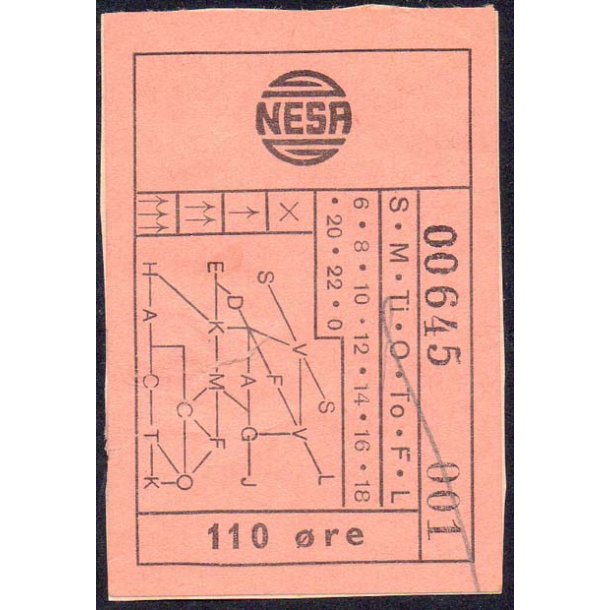 NESA
00645 001
S • M • Ti • O • To • F • L
6 • 8 • 10 • 12 • 14 • 16 • 18
• 20 • 22 • 0
X
S L
S V V
D F
A G J
E K M F
C O
H A C T K
110 øre